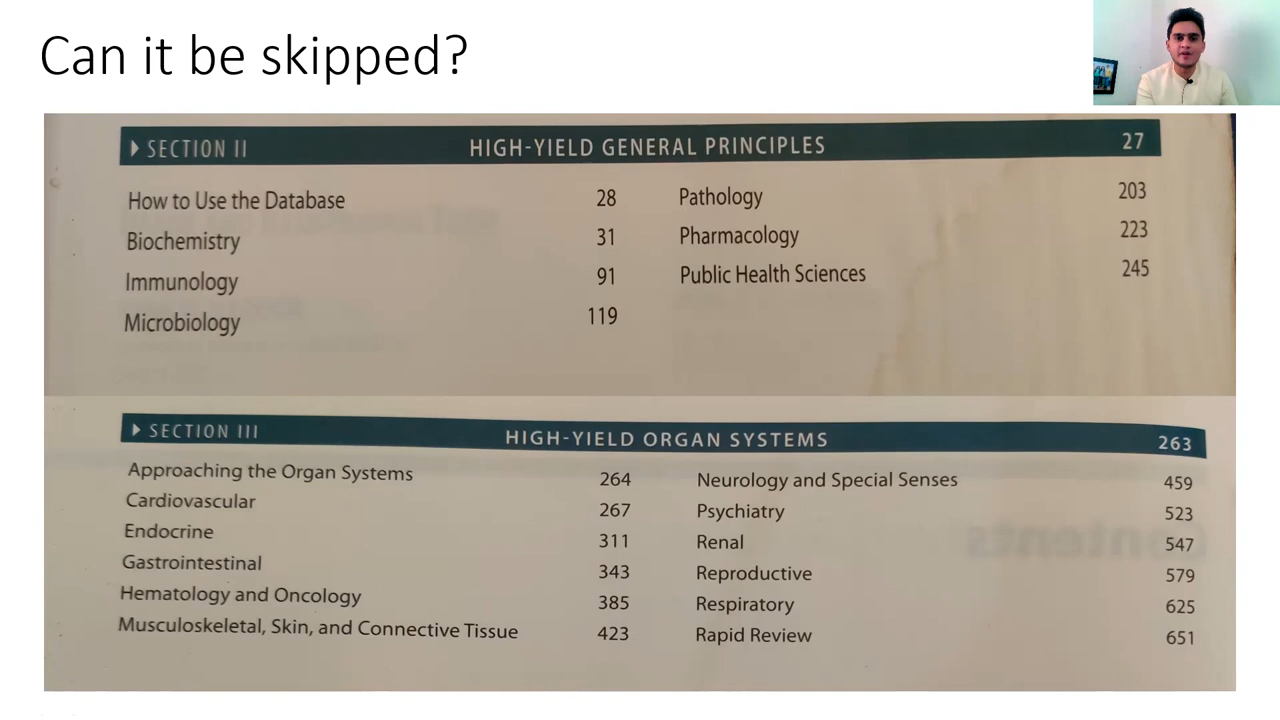 Can it be skipped?
SECTION II HIGH-YIELD GENERAL PRINCIPLES 27
How to Use the Database 28
Biochemistry 31
Immunology 91
Microbiology 119
Pathology 203
Pharmacology 223
Public Health Sciences 245
SECTION III HIGH-YIELD ORGAN SYSTEMS 263
Approaching the Organ Systems 264
Cardiovascular 267
Endocrine 311
Gastrointestinal 343
Hematology and Oncology 385
Musculoskeletal, Skin, and Connective Tissue 423
Neurology and Special Senses 459
Psychiatry 523
Renal 547
Reproductive 579
Respiratory 625
Rapid Review 651
Contents